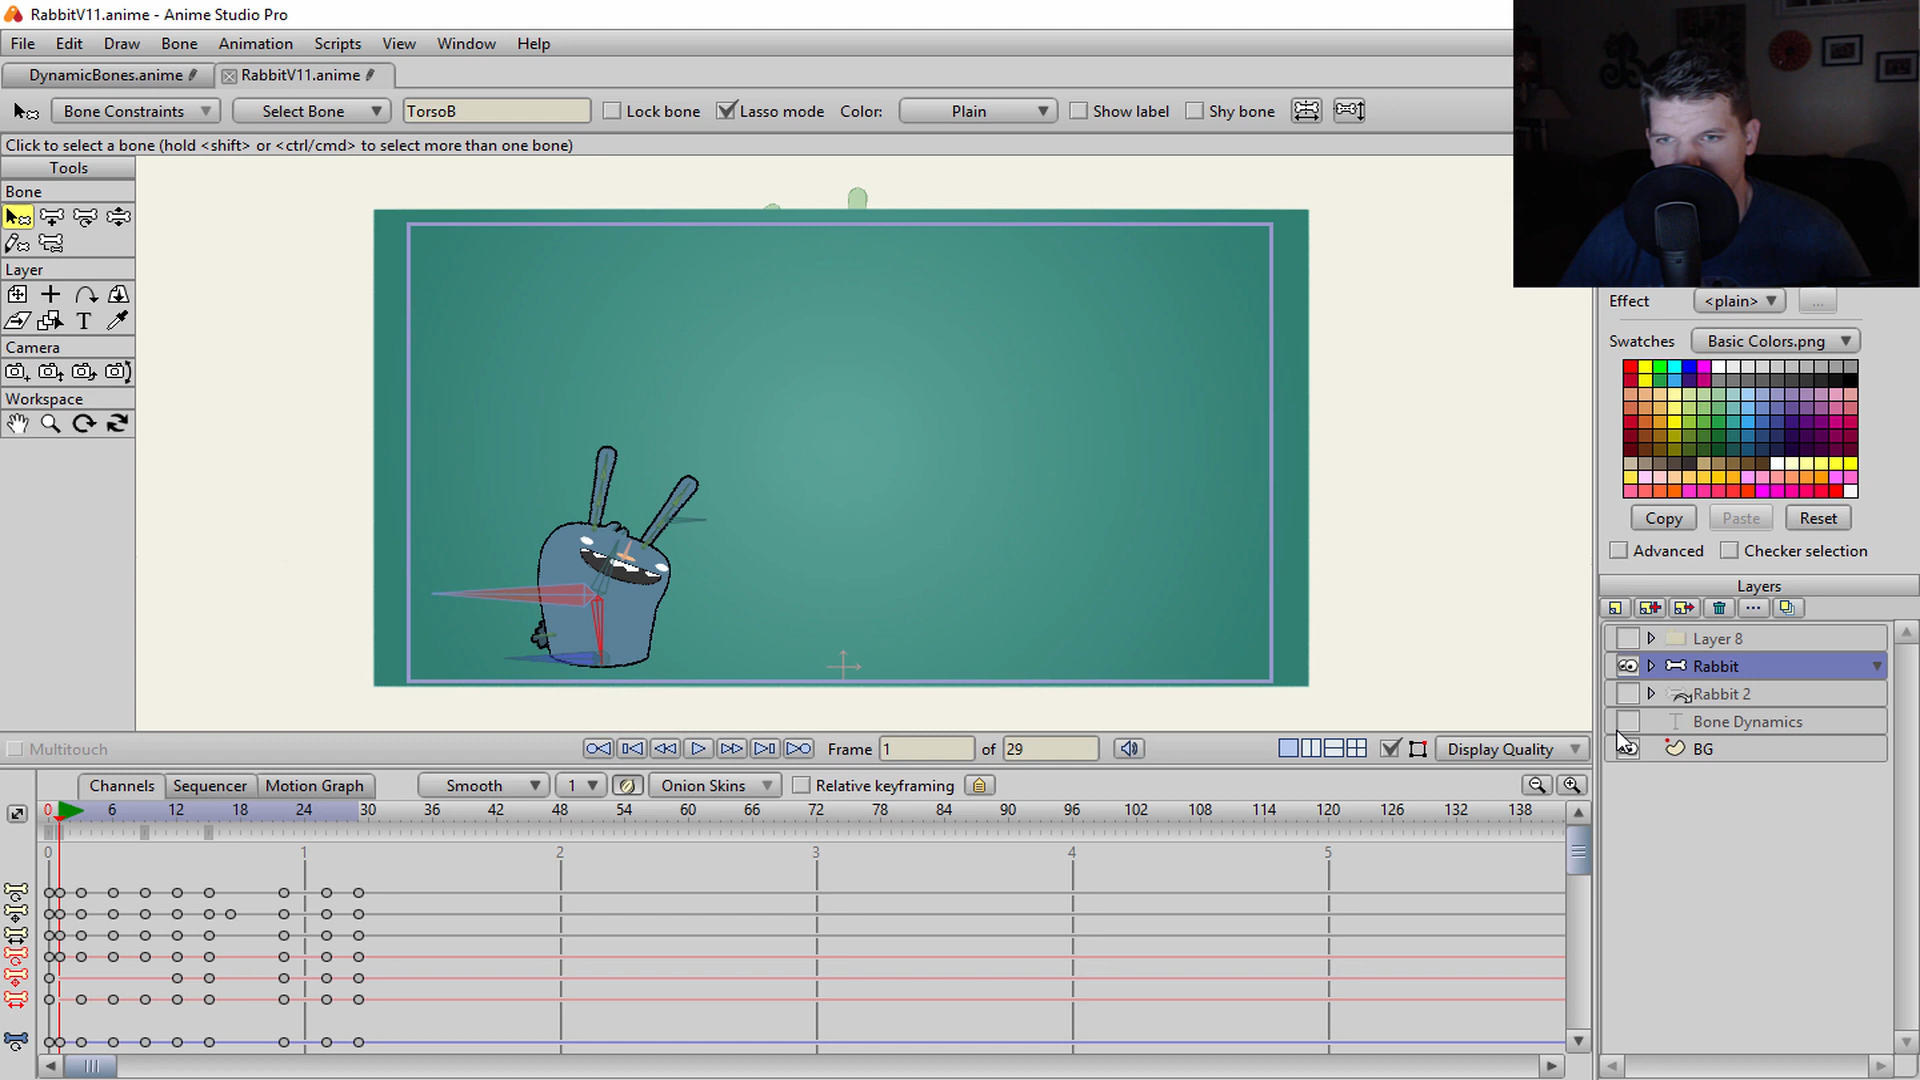 RabbitV11.anime - Anime Studio Pro
File Edit Draw Bone Animation Scripts View Window Help
DynamicBones.anime RabbitV11.anime
Bone Constraints Select Bone TorsoB Lock bone Lasso mode Color: Plain Show label Shy bone
Click to select a bone (hold <shift> or <ctrl/cmd> to select more than one bone)
Tools
Bone
Layer
T
Camera
Workspace
Effect <plain> ...
Swatches Basic Colors.png
Copy Paste Reset
Advanced Checker selection
Layers
Layer 8
Rabbit
Rabbit 2
T Bone Dynamics
BG
Multitouch Frame 1 of 29 Display Quality
Channels Sequencer Motion Graph Smooth 1 Onion Skins Relative keyframing
0 6 12 18 24 30 36 42 48 54 60 66 72 78 84 90 96 102 108 114 120 126 132 138
0 1 2 3 4 5